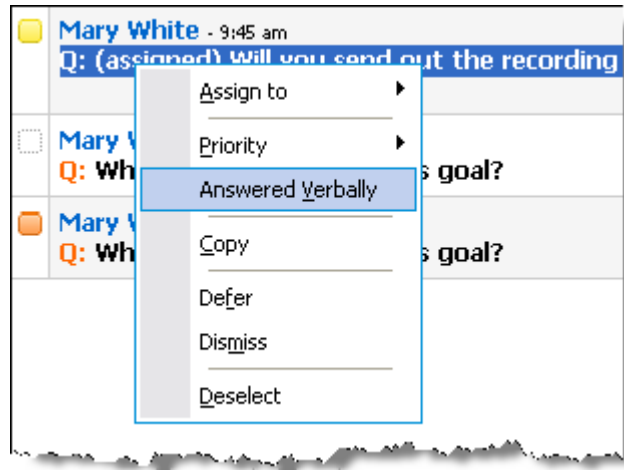 Mary White - 9:45 am
Q: (assigned) Will you send out the recording
Assign to
Mary
Priority
Q: Wh s goal?
Answered Verbally
Mary
Copy
Q: Wh s goal?
Defer
Dismiss
Deselect